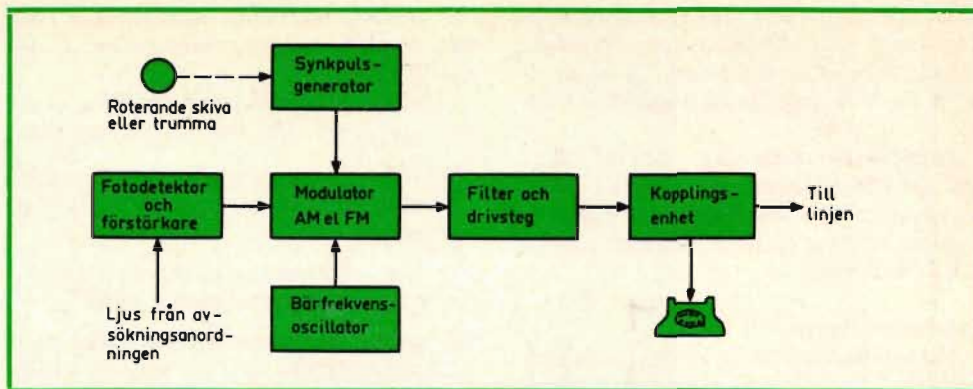 Synkpuls-
generator
Roterande skiva
eller trumma
Fotodetektor
och
förstärkare
Modulator
AM el FM
Filter och
drivsteg
Kopplings-
enhet
Till
linjen
Ljus från av-
sökningsanord-
ningen
Bärfrekvens-
oscillator